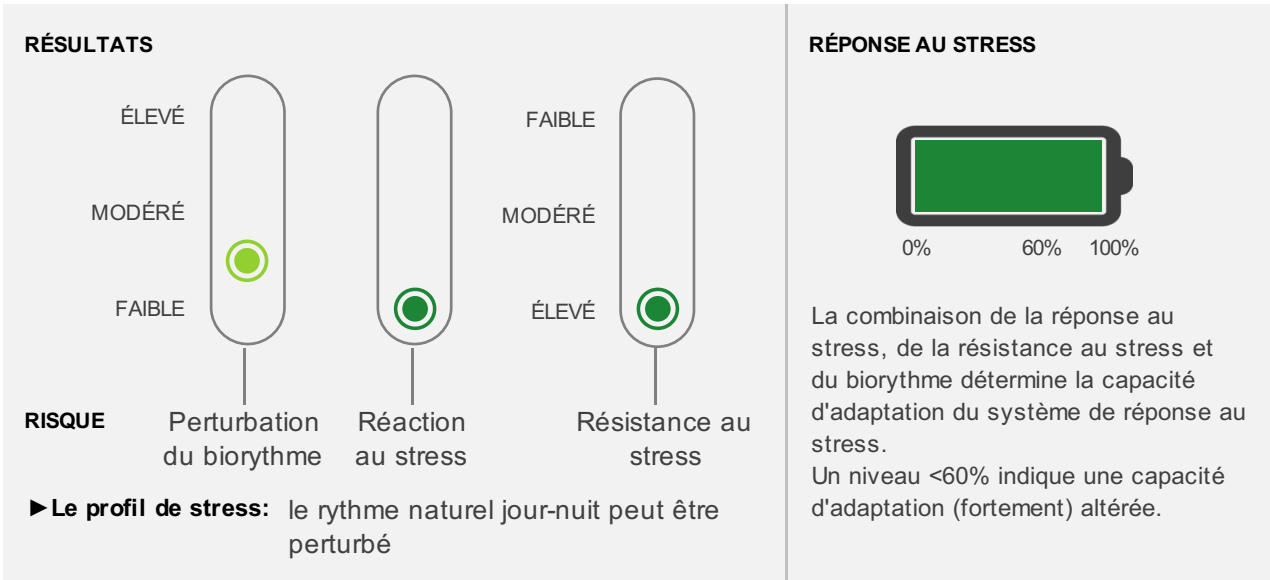 RÉSULTATS
ÉLEVÉ
MODÉRÉ
FAIBLE
FAIBLE
MODÉRÉ
ÉLEVÉ
RISQUE
Perturbation
du biorythme
Réaction
au stress
Résistance au
stress
►Le profil de stress: le rythme naturel jour-nuit peut être
perturbé
RÉPONSE AU STRESS
0% 60% 100%
La combinaison de la réponse au
stress, de la résistance au stress et
du biorythme détermine la capacité
d'adaptation du système de réponse au
stress.
Un niveau <60% indique une capacité
d'adaptation (fortement) altérée.